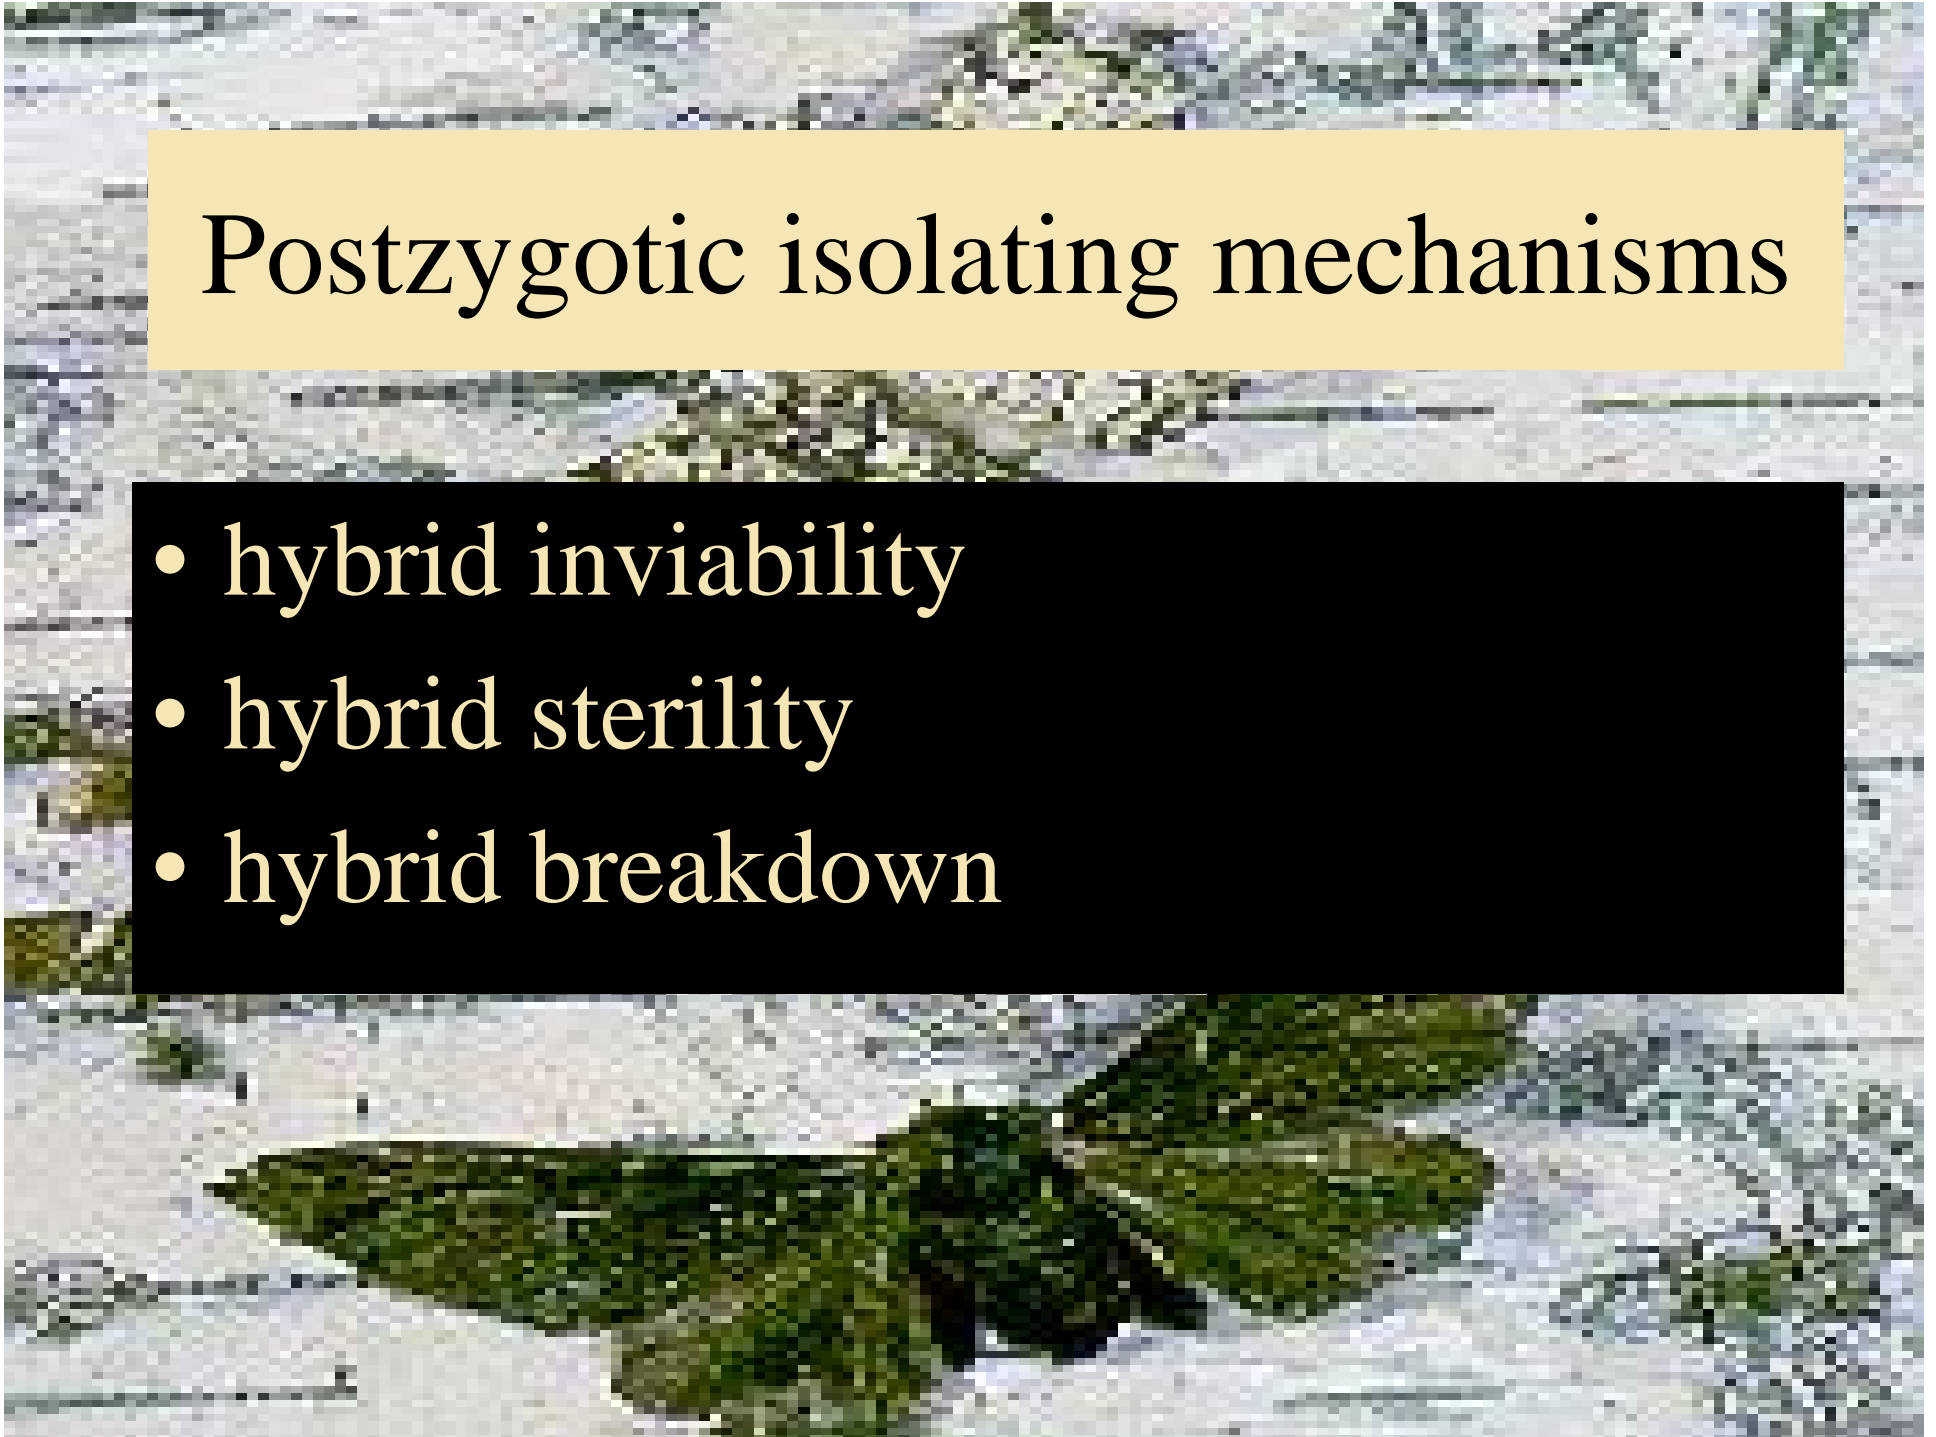 Postzygotic isolating mechanisms
• hybrid inviability
• hybrid sterility
• hybrid breakdown